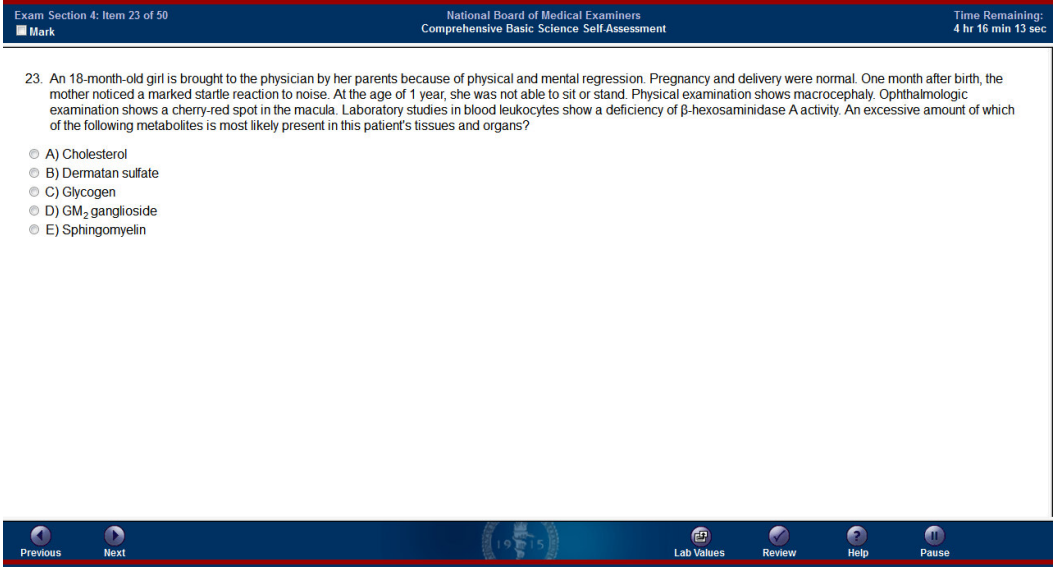 Exam Section 4: Item 23 of 50
National Board of Medical Examiners
Time Remaining:
Mark
Comprehensive Basic Science Self-Assessment
4 hr 16 min 13 sec
23. An 18-month-old girl is brought to the physician by her parents because of physical and mental regression. Pregnancy and delivery were normal. One month after birth, the
mother noticed a marked startle reaction to noise. At the age of 1 year, she was not able to sit or stand. Physical examination shows macrocephaly. Ophthalmologic
examination shows a cherry-red spot in the macula. Laboratory studies in blood leukocytes show a deficiency of β-hexosaminidase A activity. An excessive amount of which
of the following metabolites is most likely present in this patient's tissues and organs?
A) Cholesterol
B) Dermatan sulfate
C) Glycogen
D) GM₂ ganglioside
E) Sphingomyelin
1915
Previous
Next
Lab Values
Review
Help
Pause